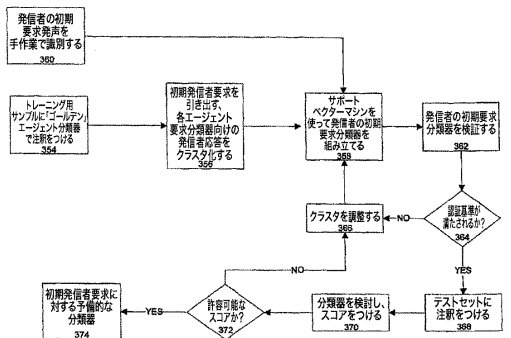 発信者の初期
要求発声を
手作業で識別する
360
トレーニング用
サンプルに「ゴールデン」
エージェント分類器
で注釈をつける
354
初期発信者要求を
引き出す、
各エージェント
要求分類器向けの
発信者応答を
クラスタ化する
356
サポート
ベクターマシンを
使って発信者の初期
要求分類器を
組み立てる
358
発信者の初期要求
分類器を検証する
362
認証基準が
満たされるか?
364
NO
クラスタを調整する
366
YES
テストセットに
注釈をつける
368
分類器を検討し、
スコアをつける
370
許容可能な
スコアか?
372
NO
YES
初期発信者要求に
対する予備的な
分類器
374